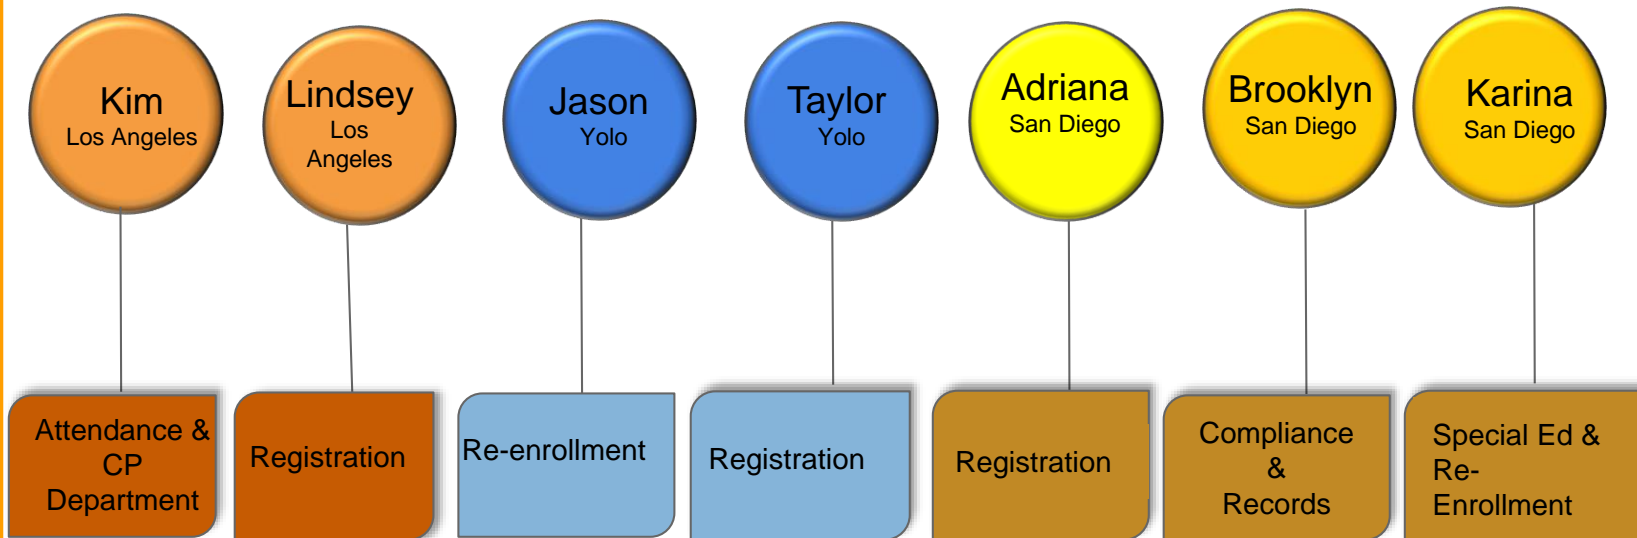 Kim
Los Angeles
Lindsey
Los
Angeles
Jason
Yolo
Taylor
Yolo
Adriana
San Diego
Brooklyn
San Diego
Karina
San Diego
Attendance &
CP
Department
Registration
Re-enrollment
Registration
Registration
Compliance
&
Records
Special Ed &
Re-
Enrollment